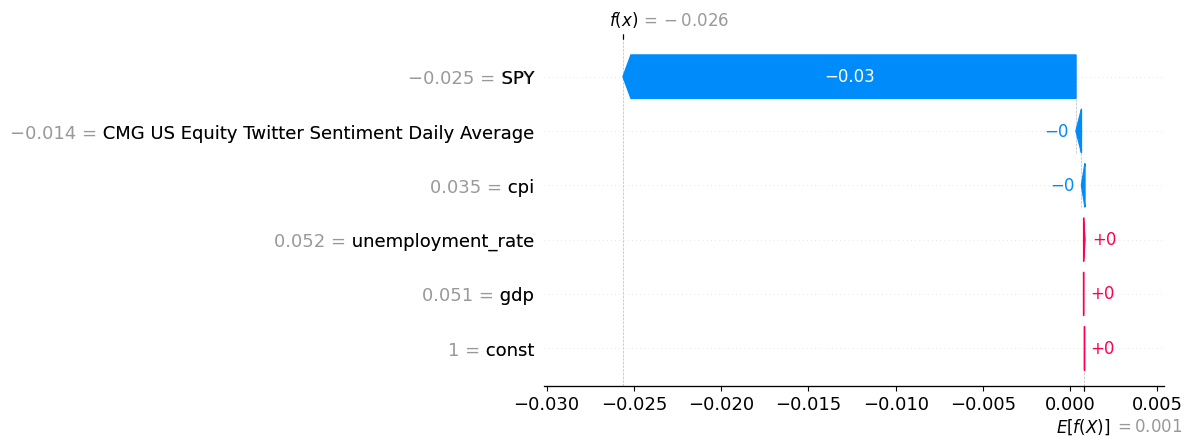 f(x) = −0.026
−0.025 = SPY
−0.03
−0.014 = CMG US Equity Twitter Sentiment Daily Average
−0
0.035 = cpi
−0
0.052 = unemployment_rate
+0
0.051 = gdp
+0
1 = const
+0
−0.030 −0.025 −0.020 −0.015 −0.010 −0.005 0.000 0.005
E[f(X)] = 0.001